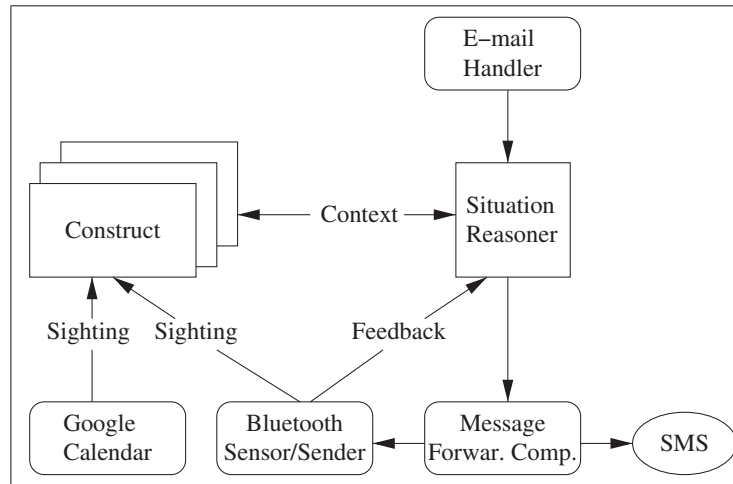 E−mail
Handler
Construct
Context
Situation
Reasoner
Sighting
Sighting
Feedback
Google
Calendar
Bluetooth
Sensor/Sender
Message
Forwar. Comp.
SMS